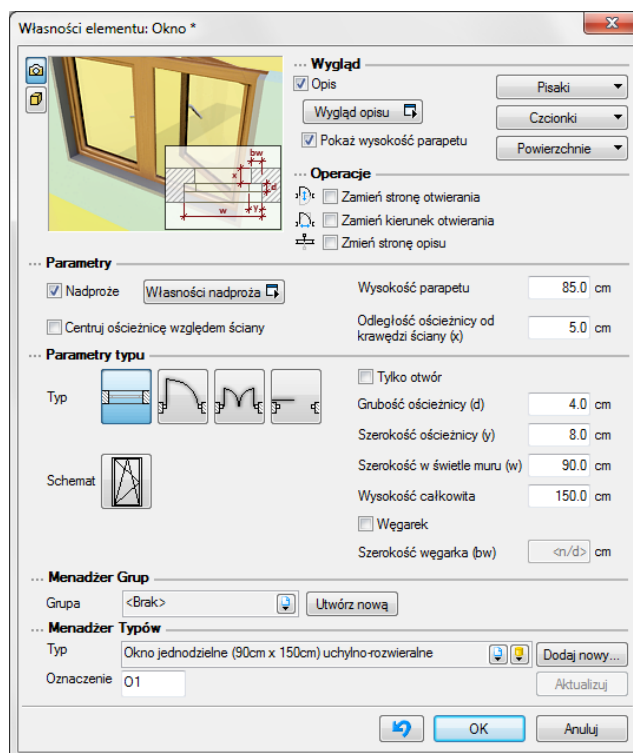 Własności elementu: Okno *
bw
x
d
w
y
Wygląd
Opis
Wygląd opisu
Pokaż wysokość parapetu
Pisaki
Czcionki
Powierzchnie
Operacje
Zamień stronę otwierania
Zamień kierunek otwierania
Zmień stronę opisu
Parametry
Nadproże
Własności nadproża
Wysokość parapetu 85.0 cm
Centruj ościeżnicę względem ściany
Odległość ościeżnicy od
krawędzi ściany (x) 5.0 cm
Parametry typu
Typ
Tylko otwór
Grubość ościeżnicy (d) 4.0 cm
Szerokość ościeżnicy (y) 8.0 cm
Schemat
Szerokość w świetle muru (w) 90.0 cm
Wysokość całkowita 150.0 cm
Węgarek
Szerokość węgarka (bw) <n/d> cm
Menadżer Grup
Grupa <Brak> Utwórz nową
Menadżer Typów
Typ Okno jednodzielne (90cm x 150cm) uchylno-rozwieralne Dodaj nowy...
Oznaczenie O1 Aktualizuj
OK Anuluj